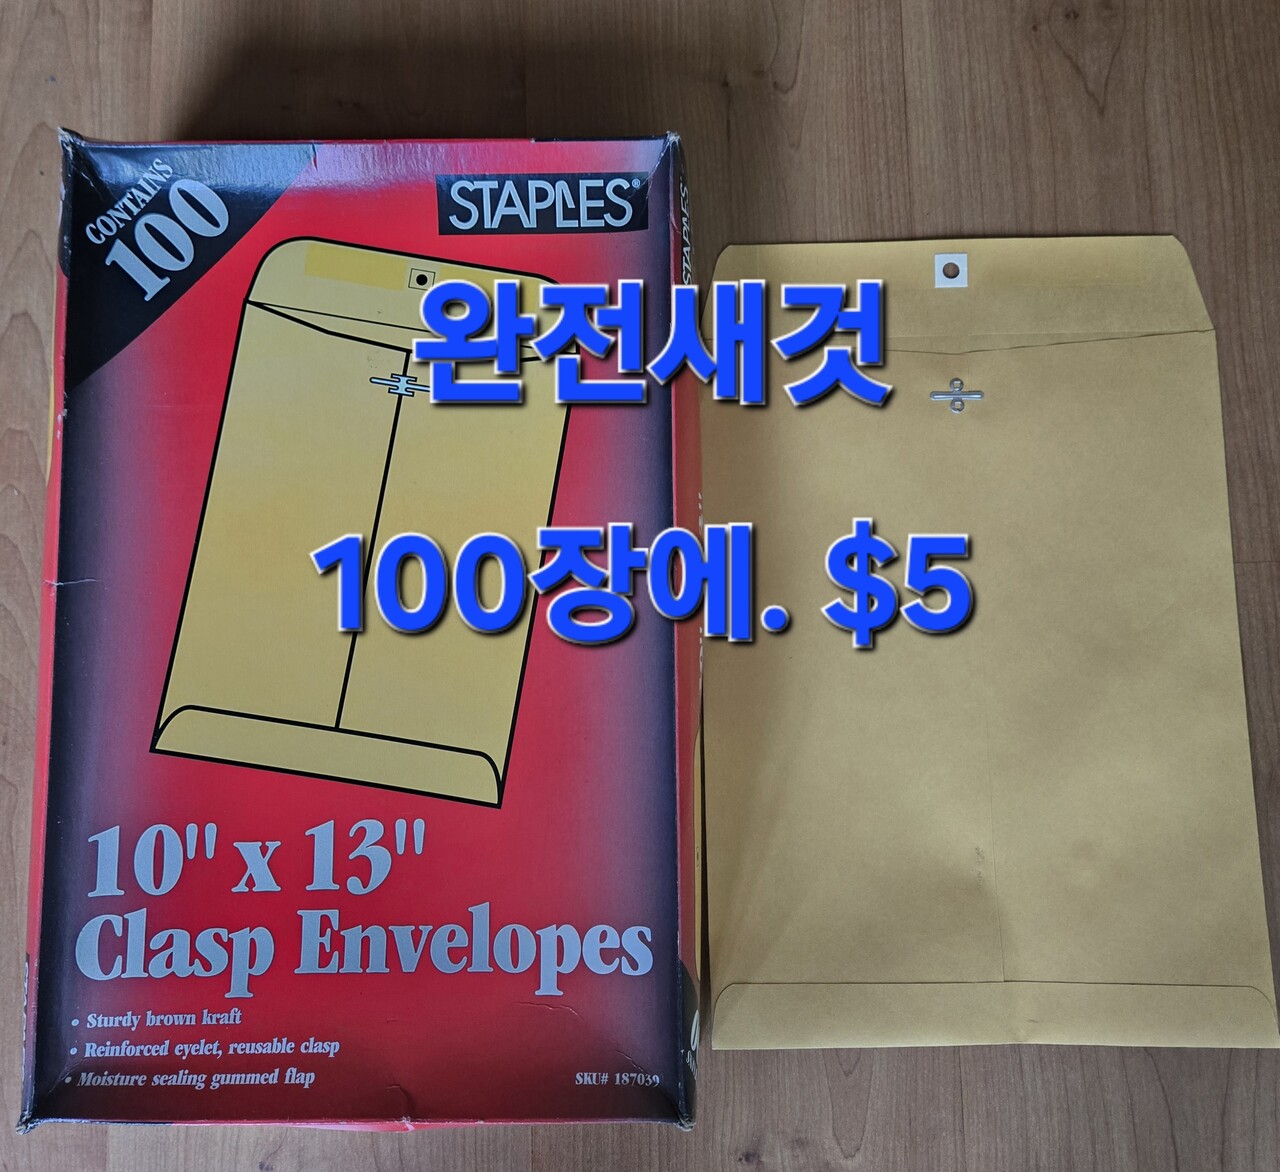 CONTAINS
100
STAPLES®
STAPLES
완전새것
100장에. $5
10" x 13"
Clasp Envelopes
• Sturdy brown kraft
• Reinforced eyelet, reusable clasp
• Moisture sealing gummed flap
SKU# 187039